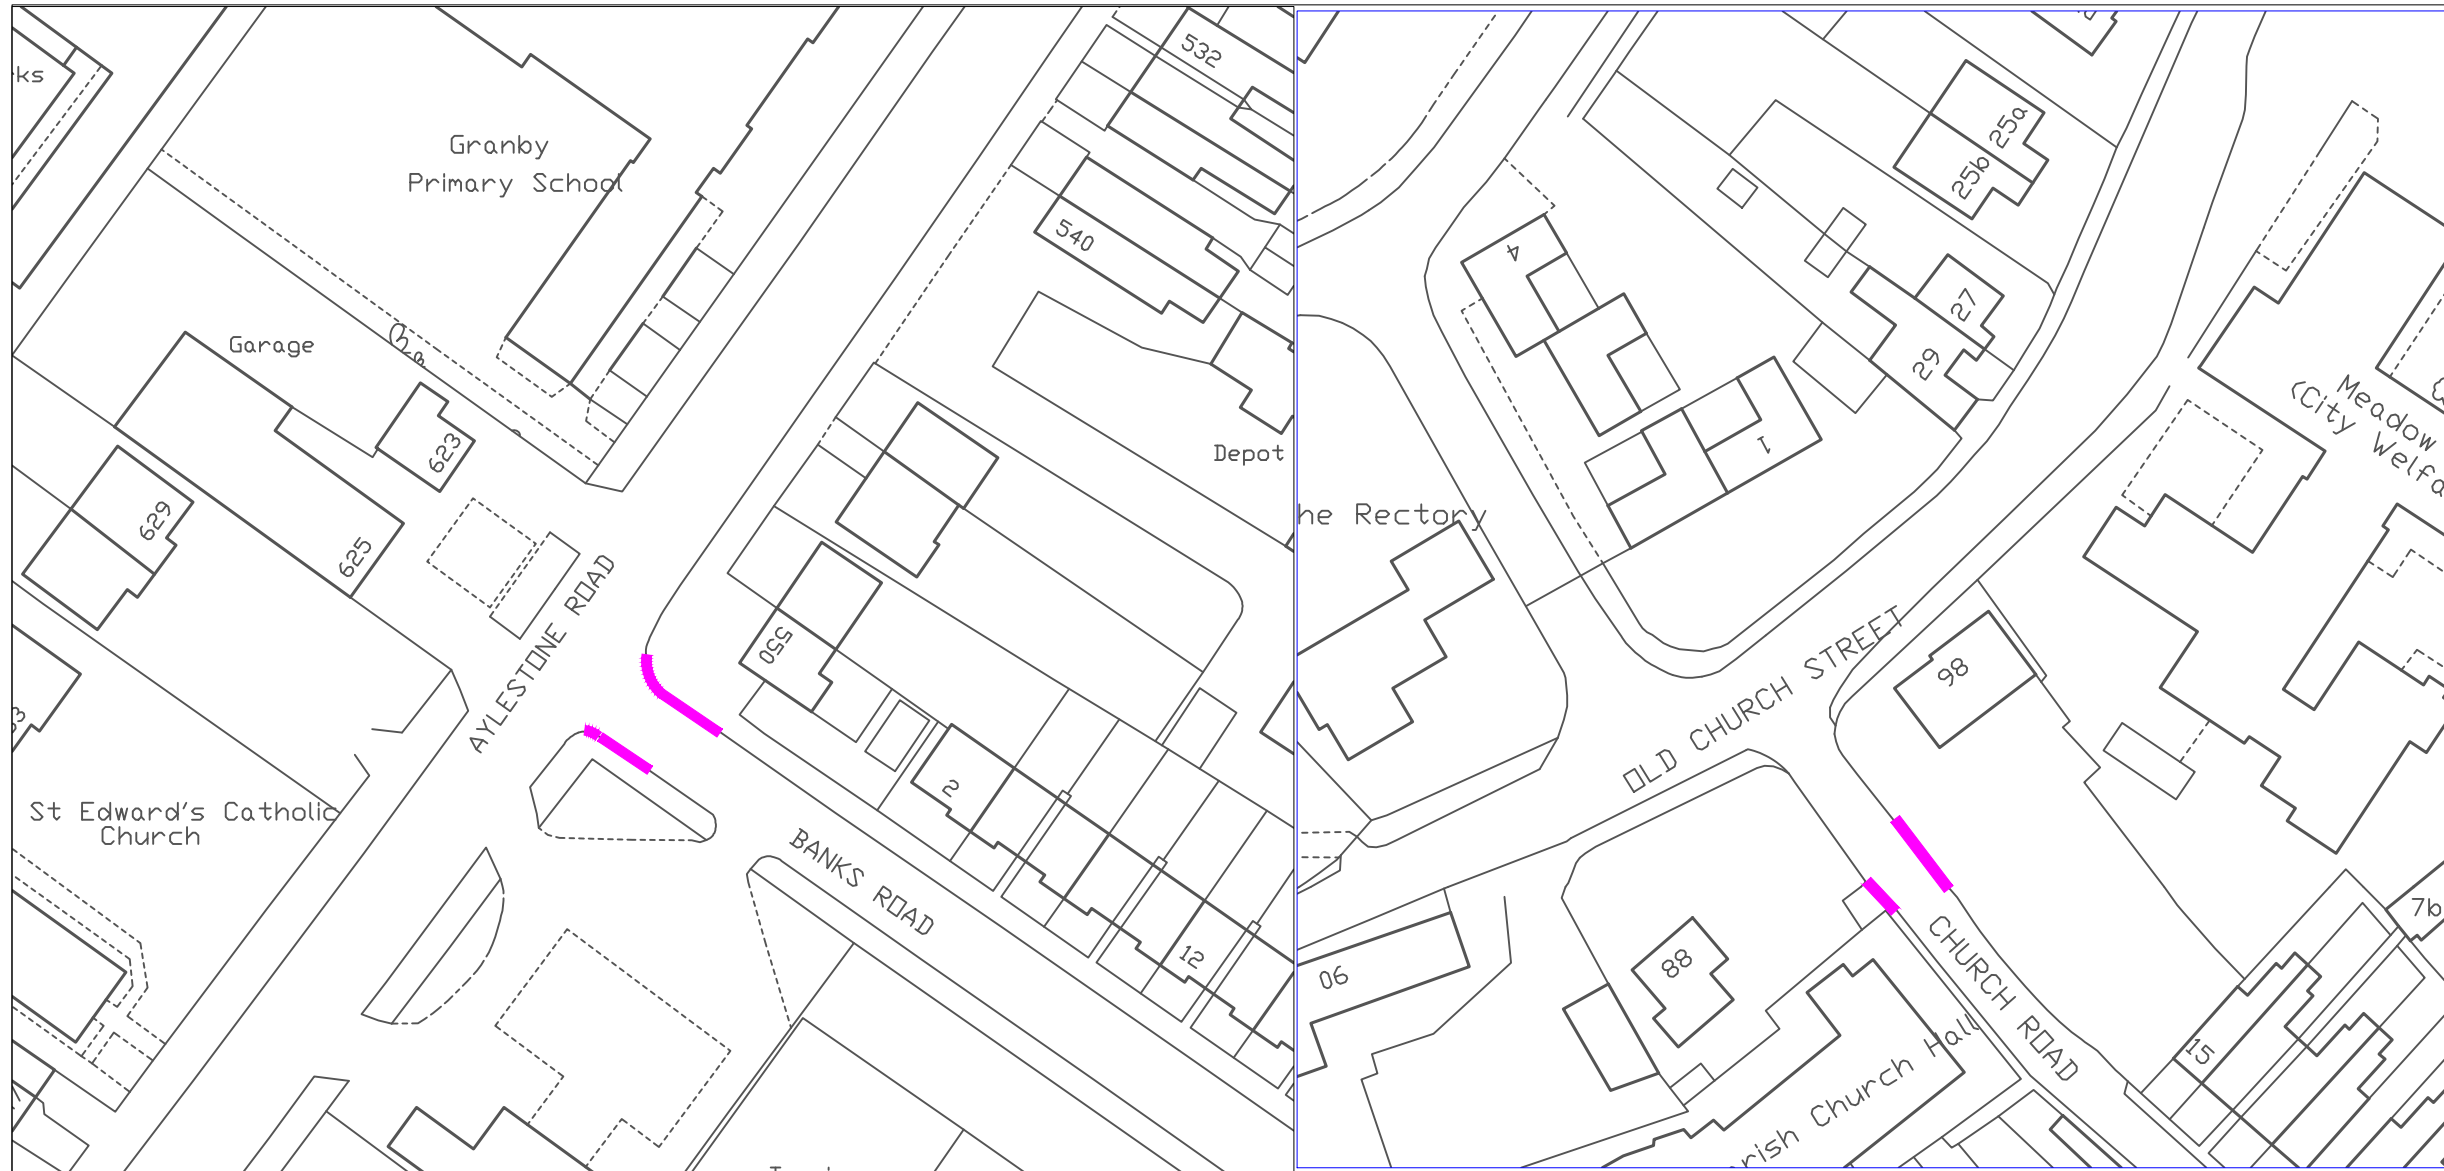 ks
Granby
Primary School
Garage
623
629
625
AYLESTONE ROAD
St Edward's Catholic
Church
532
540
Depot
550
2
BANKS ROAD
12
25a
25b
27
29
4
1
he Rectory
Meadow
(City Welfa
OLD CHURCH STREET
98
90
88
CHURCH ROAD
rish Church Hall
7b
15